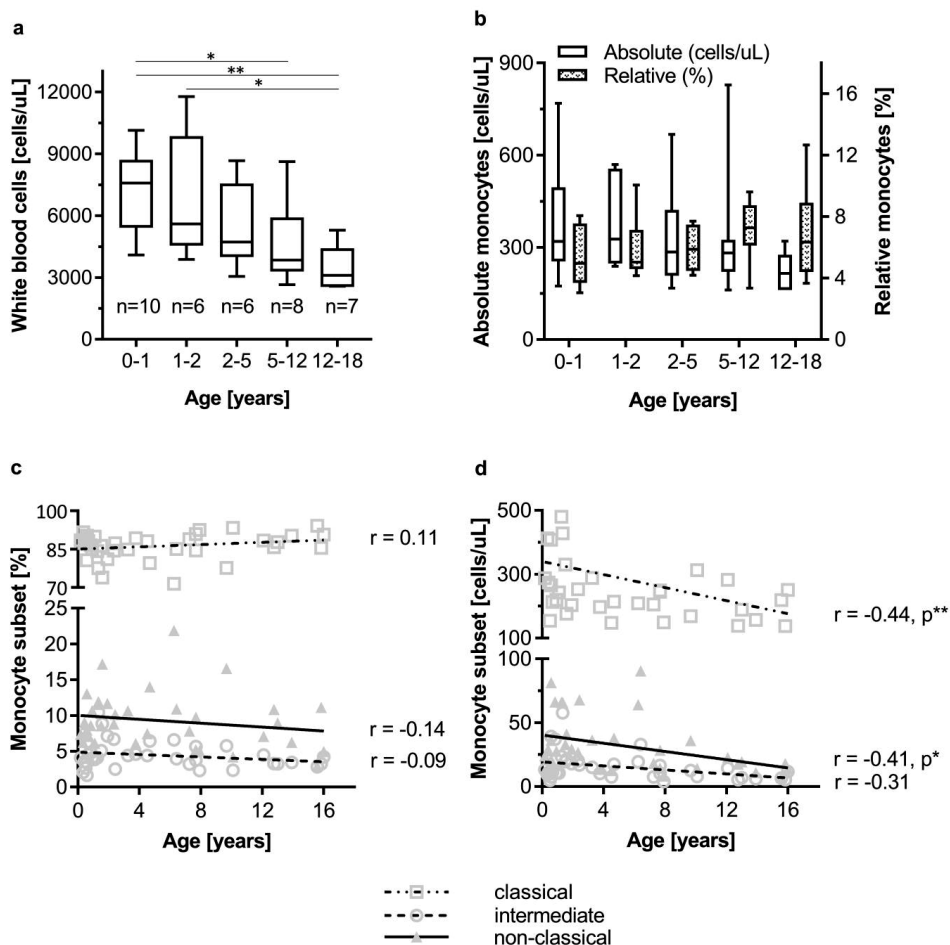 a
White blood cells [cells/uL]
12000
9000
6000
3000
0
*
**
*
n=10 n=6 n=6 n=8 n=7
0-1 1-2 2-5 5-12 12-18
Age [years]
b
Absolute (cells/uL)
Relative (%)
Absolute monocytes [cells/uL]
900
600
300
0
Relative monocytes [%]
16
12
8
4
0
0-1 1-2 2-5 5-12 12-18
Age [years]
c
Monocyte subset [%]
100
85
70
25
20
15
10
5
0
r = 0.11
r = -0.14
r = -0.09
0 4 8 12 16
Age [years]
d
Monocyte subset [cells/uL]
500
300
100
100
50
0
r = -0.44, p**
r = -0.41, p*
r = -0.31
0 4 8 12 16
Age [years]
classical
intermediate
non-classical